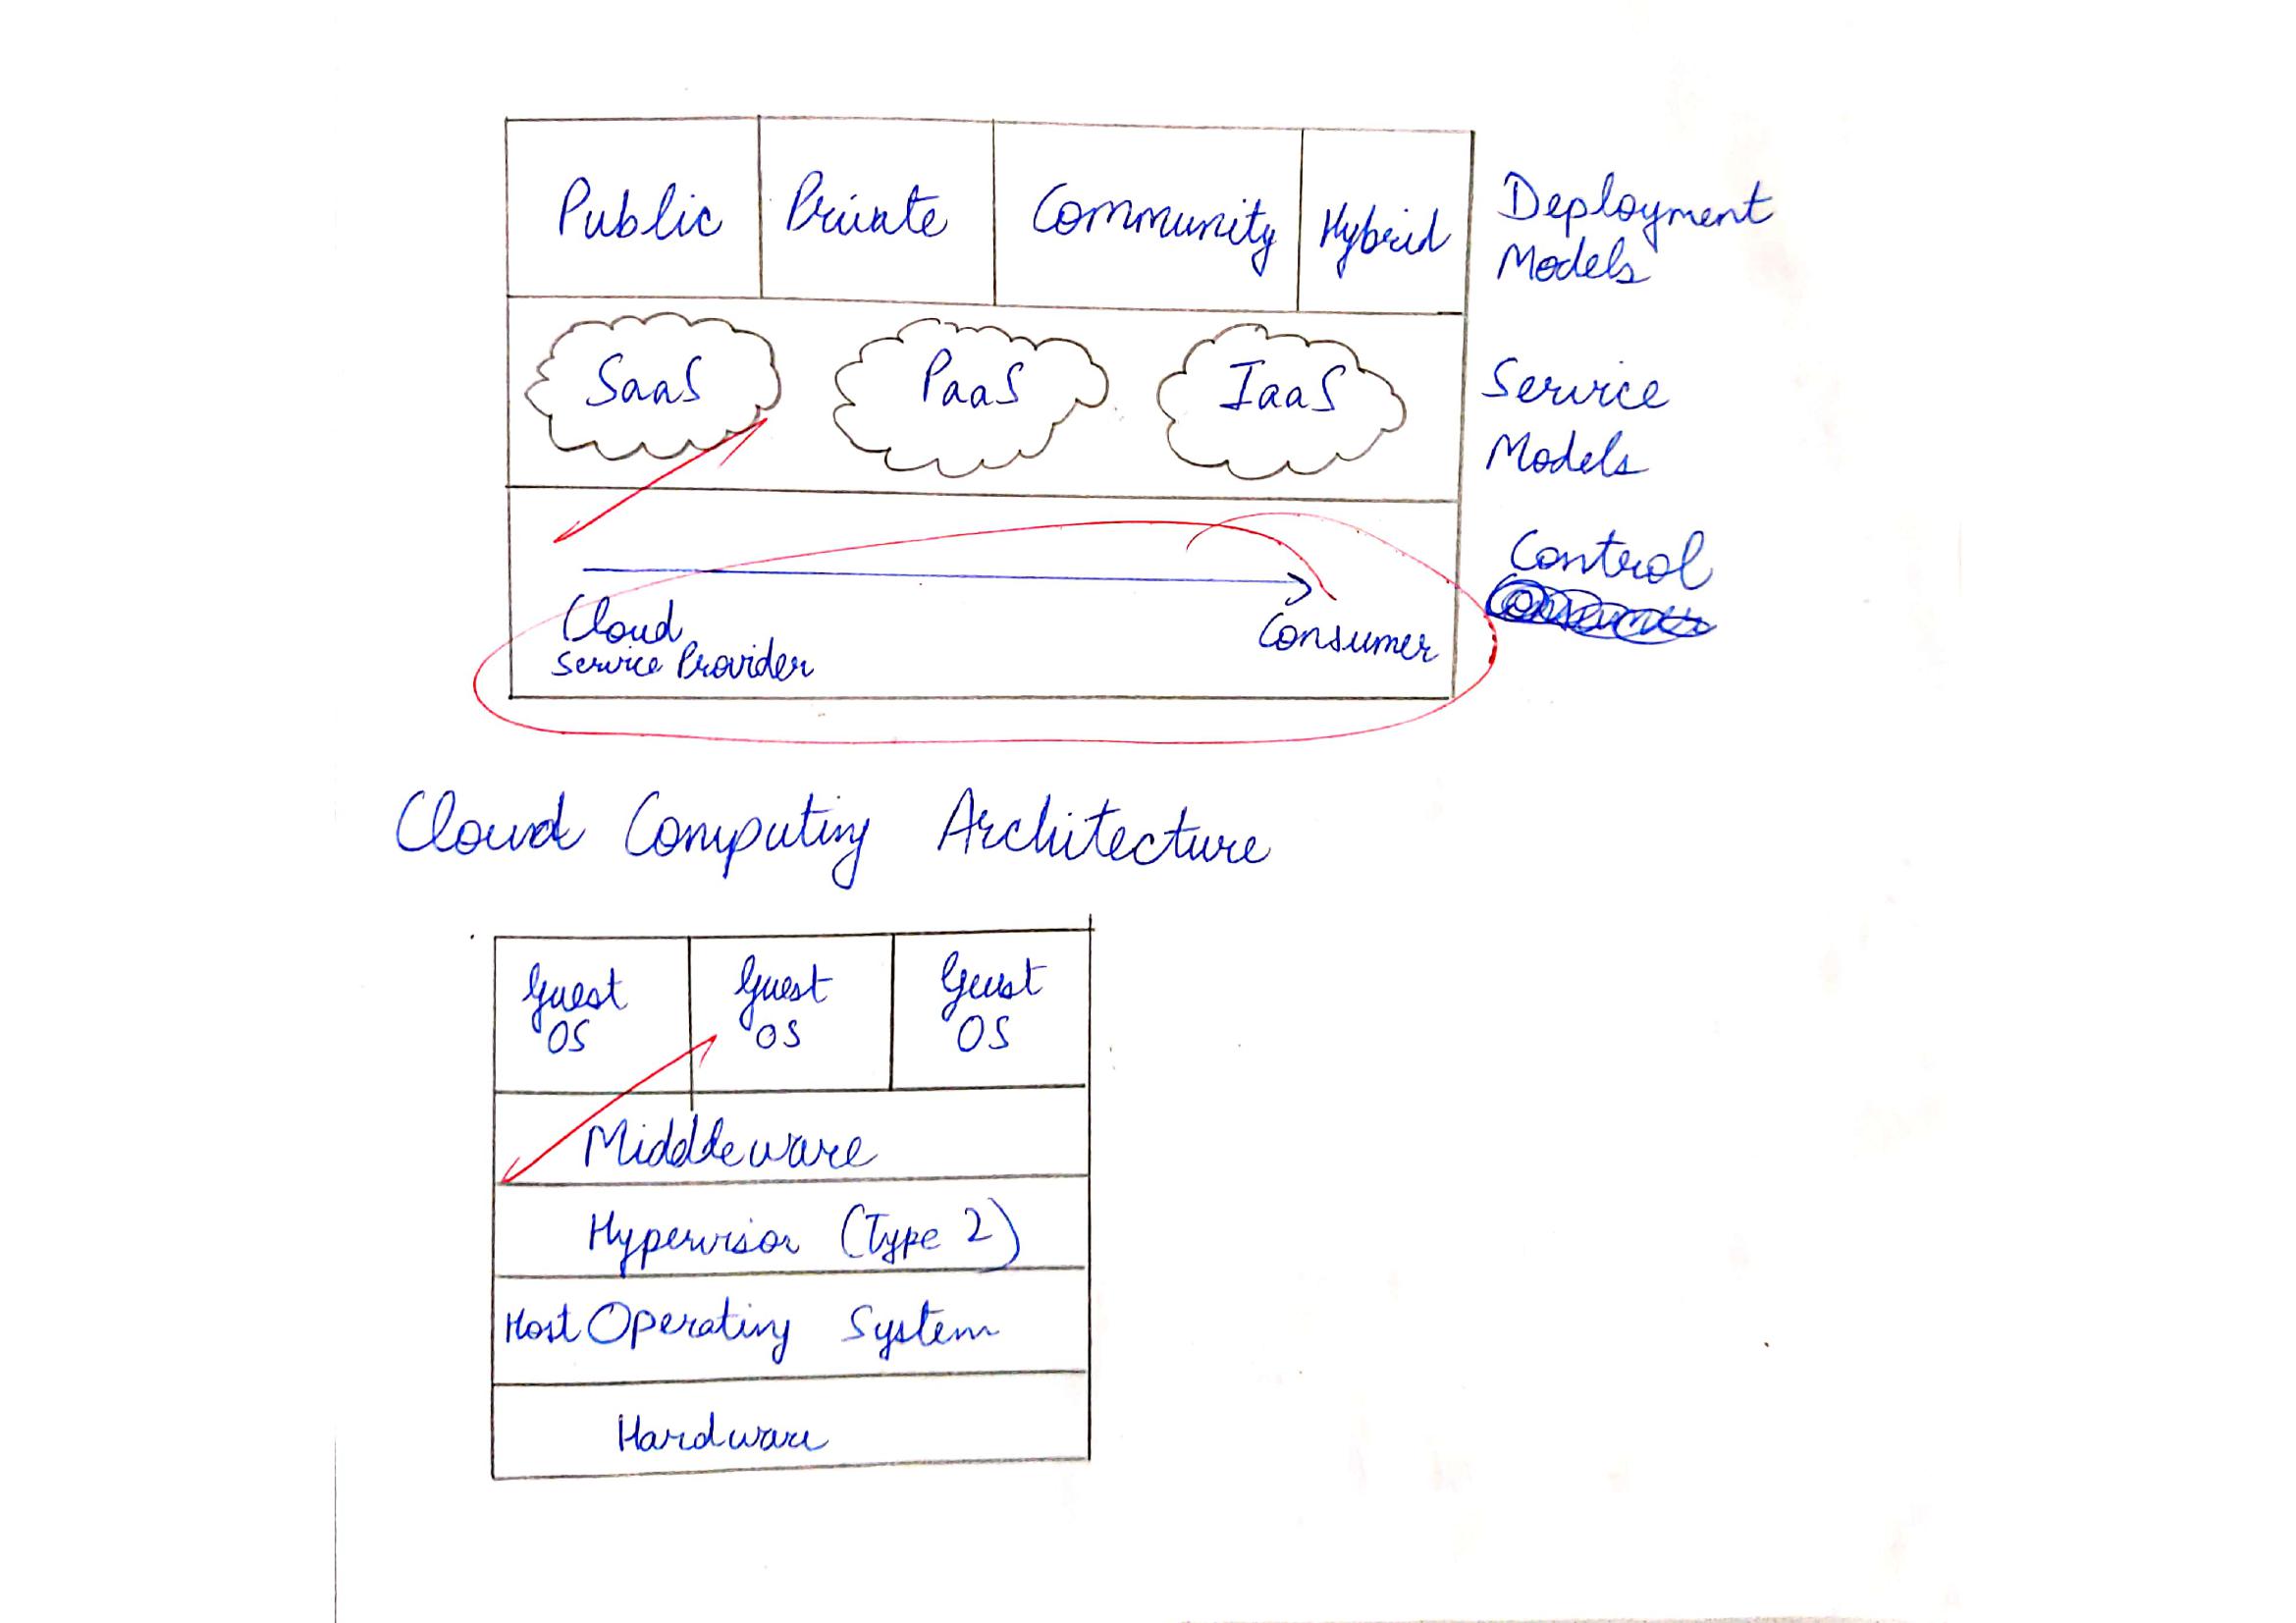 Public Private Community Hybrid Deployment
Models
SaaS PaaS IaaS Service
Models
Control
Cloud
Service Provider
Consumer
Cloud Computing Architecture
Guest
OS
Guest
OS
Guest
OS
Middleware
Hypervisor (Type 2)
Host Operating System
Hardware